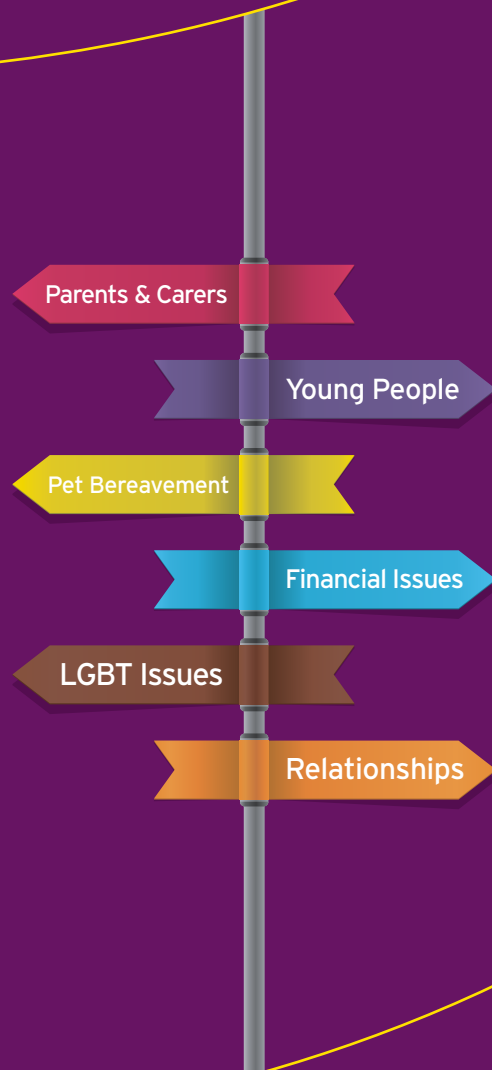 Parents & Carers
Young People
Pet Bereavement
Financial Issues
LGBT Issues
Relationships